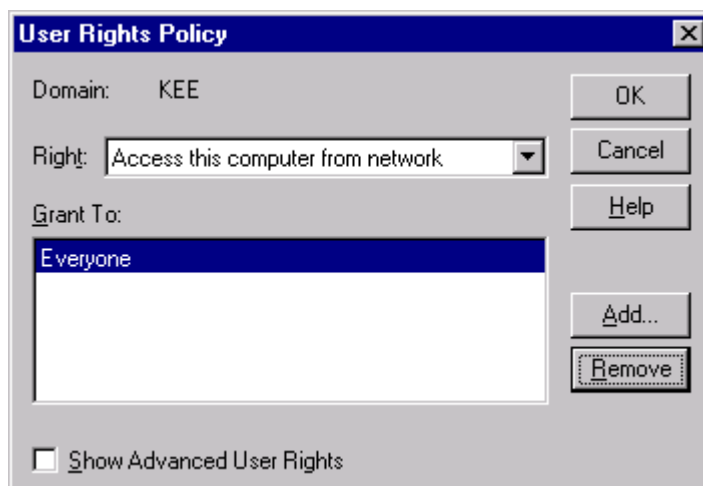 User Rights Policy
Domain: KEE
OK
Right: Access this computer from network
Cancel
Grant To:
Help
Everyone
Add...
Remove
Show Advanced User Rights